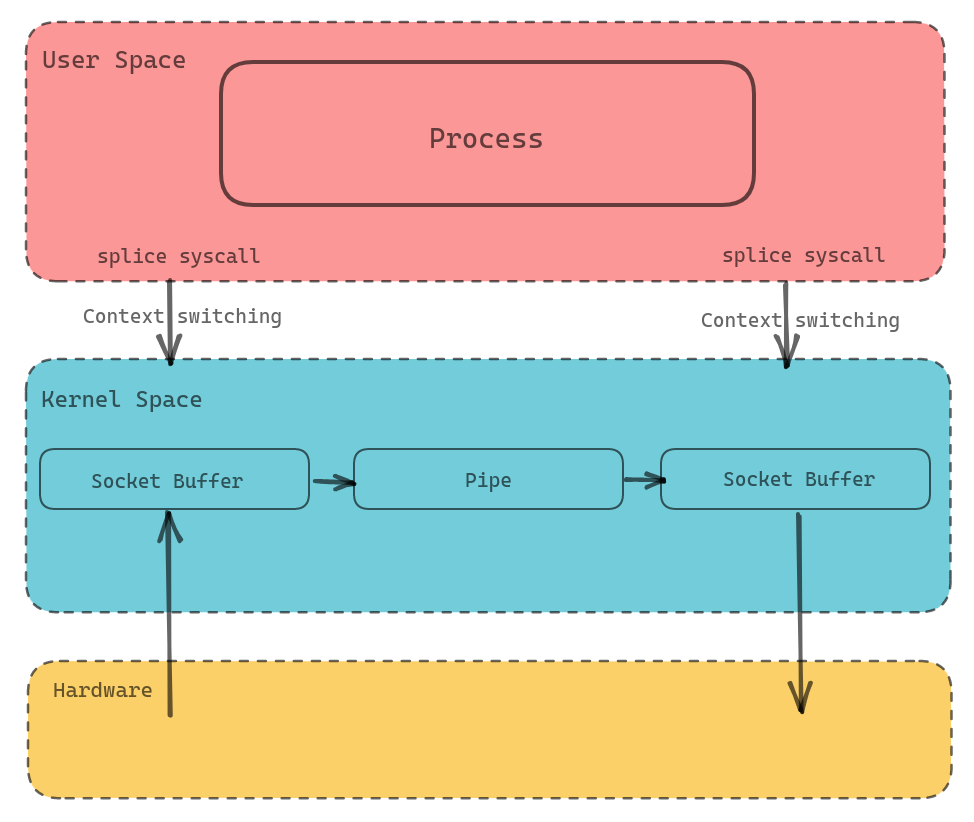 User Space
Process
splice syscall
splice syscall
Context switching
Context switching
Kernel Space
Socket Buffer
Pipe
Socket Buffer
Hardware